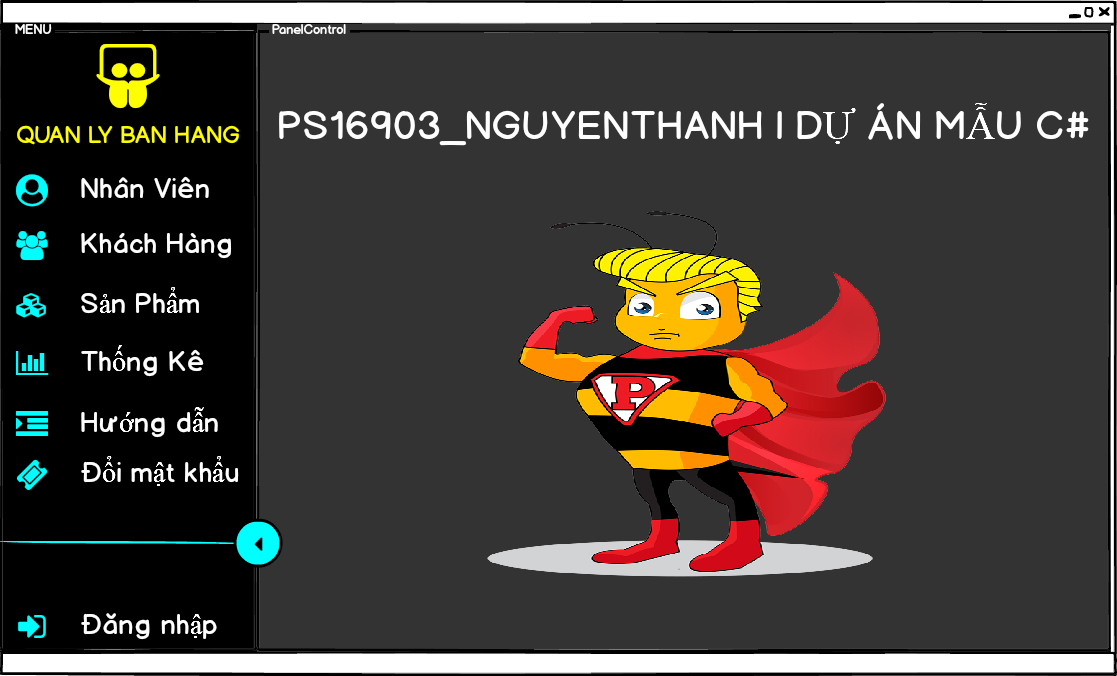 MENU
PanelControl
QUAN LY BAN HANG
PS16903_NGUYENTHANH | DỰ ÁN MẪU C#
Nhân Viên
Khách Hàng
Sản Phẩm
Thống Kê
Hướng dẫn
Đổi mật khẩu
Đăng nhập
P